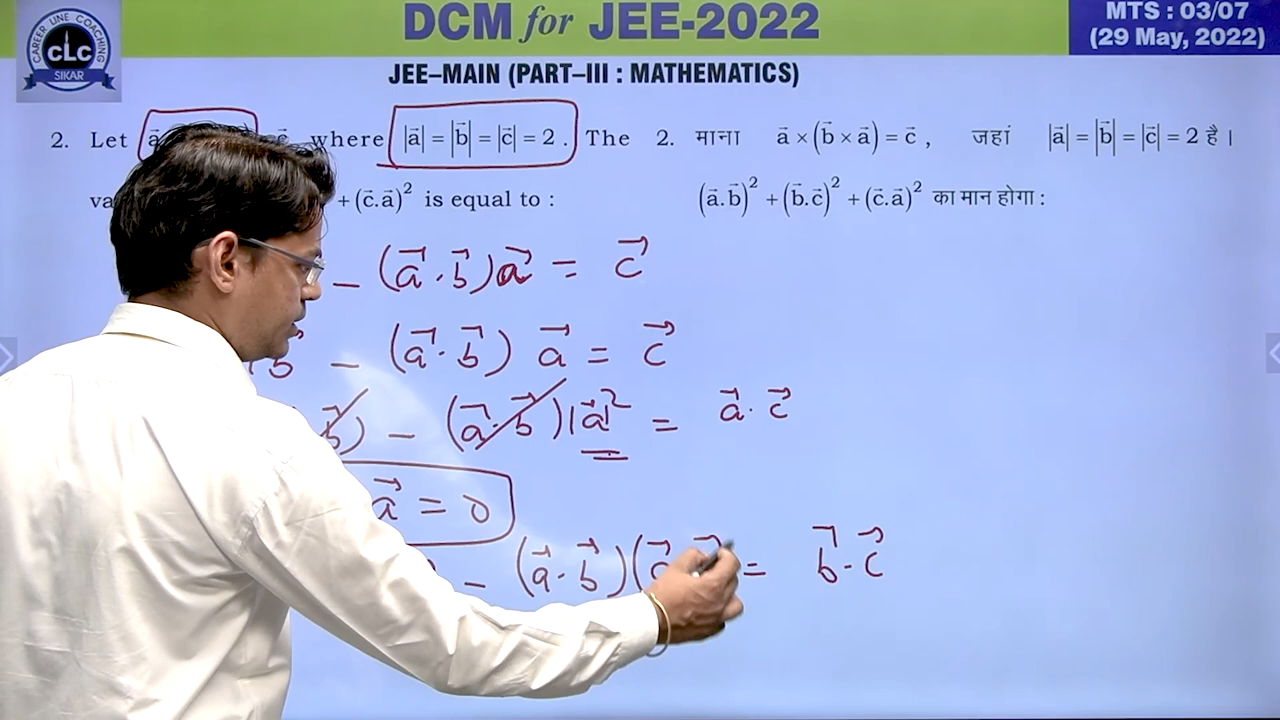 DCM for JEE-2022
MTS : 03/07
(29 May, 2022)
CAREER LINE COACHING
CLC
SIKAR
JEE–MAIN (PART–III : MATHEMATICS)
2. Let where |a⃗| = |b⃗| = |c⃗| = 2 . The
va + (c⃗.a⃗)² is equal to :
2. माना a⃗ × (b⃗ × a⃗) = c⃗ , जहां |a⃗| = |b⃗| = |c⃗| = 2 है।
(a⃗.b⃗)² + (b⃗.c⃗)² + (c⃗.a⃗)² का मान होगा :
– (a⃗ · b⃗) a⃗ = c⃗
b⃗ – (a⃗ · b⃗) a⃗ = c⃗
b⃗) – (a⃗ · b⃗) |a⃗|² = a⃗ · c⃗
a⃗ = 0
– (a⃗ · b⃗) ( = b⃗ · c⃗